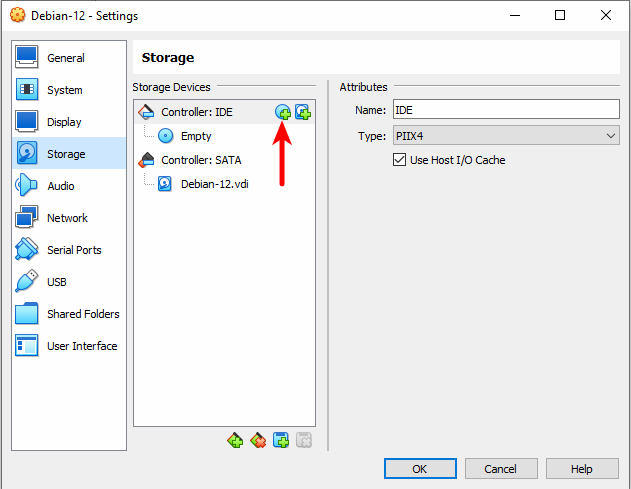 Debian-12 - Settings
General
System
Display
Storage
Audio
Network
Serial Ports
USB
Shared Folders
User Interface
Storage
Storage Devices
Controller: IDE
Empty
Controller: SATA
Debian-12.vdi
Attributes
Name: IDE
Type: PIIX4
Use Host I/O Cache
OK Cancel Help